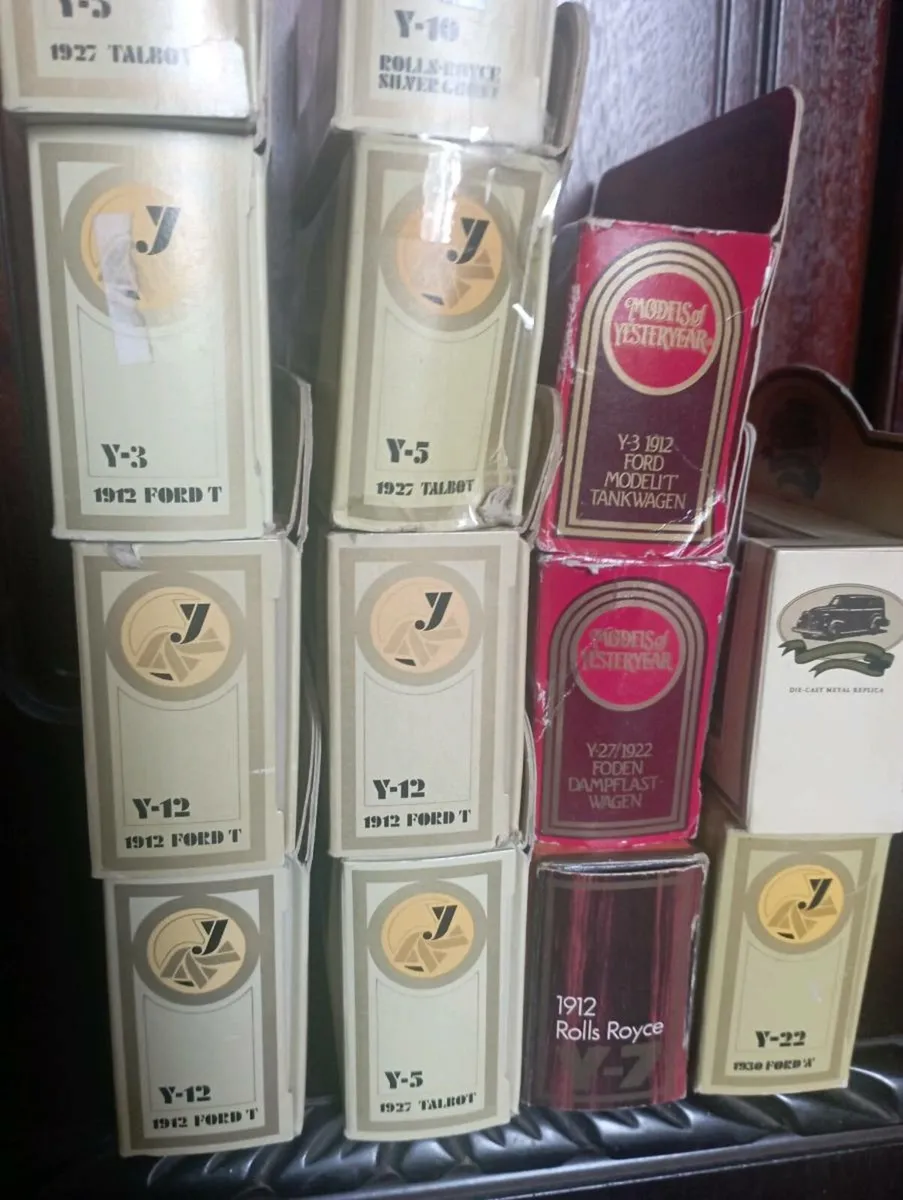 Y-5
1927 TALBOT
Y-10
ROLLS-ROYCE
SILVER GHOST
Y
Y-3
1912 FORD T
Y
Y-5
1927 TALBOT
MODELS of
YESTERYEAR
Y-3 1912
FORD
MODEL'T'
TANKWAGEN
Y
Y-12
1912 FORD T
Y
Y-12
1912 FORD T
MODELS of
YESTERYEAR
Y-27/1922
FODEN
DAMPFLAST-
WAGEN
DIE-CAST METAL REPLICA
Y
Y-12
1912 FORD T
Y
Y-5
1927 TALBOT
1912
Rolls Royce
Y-7
Y
Y-22
1930 FORD 'A'